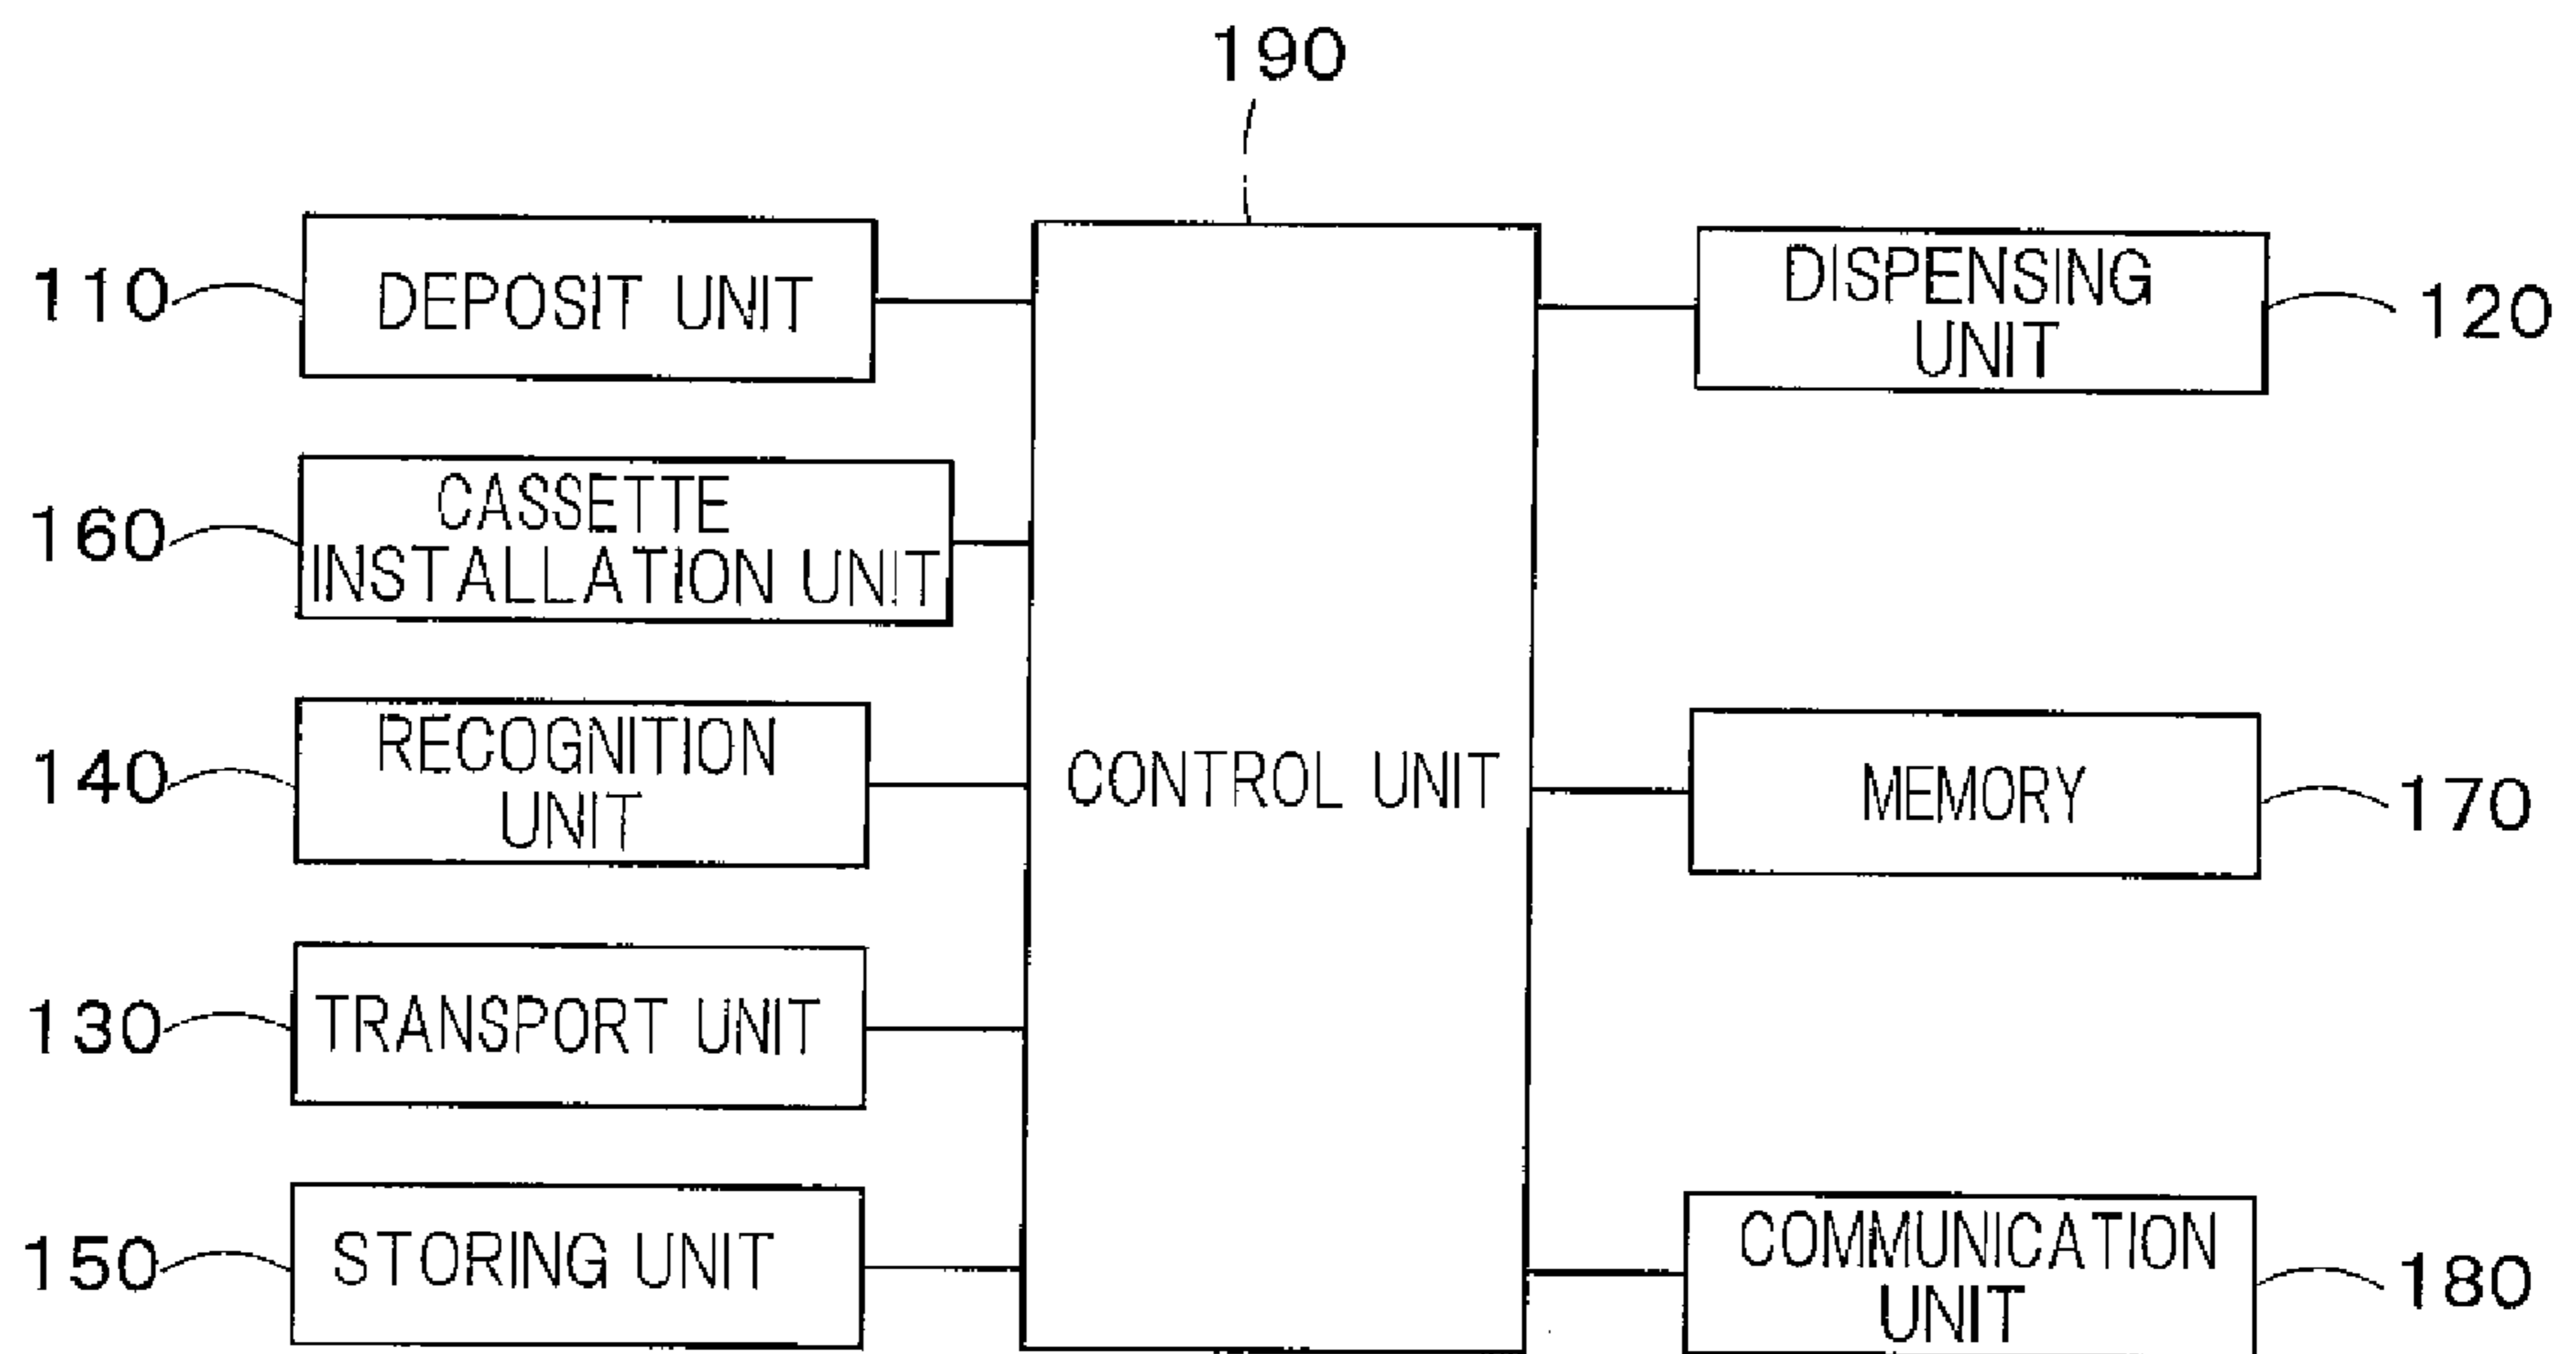 190
110
DEPOSIT UNIT
DISPENSING
UNIT
120
160
CASSETTE
INSTALLATION UNIT
140
RECOGNITION
UNIT
CONTROL UNIT
MEMORY
170
130
TRANSPORT UNIT
150
STORING UNIT
COMMUNICATION
UNIT
180